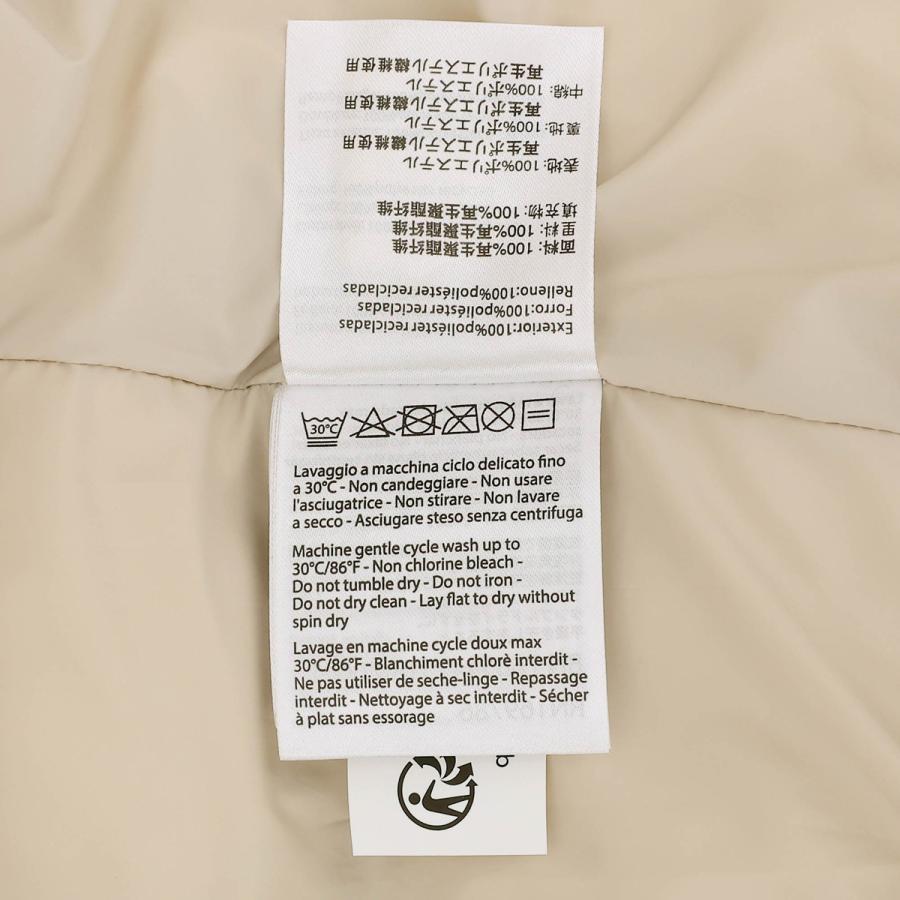 Exterior:100%poliéster recicladas
Forro:100%poliéster recicladas
Relleno:100%poliéster recicladas
面料: 100%再生聚酯纤维
里料: 100%再生聚酯纤维
填充物: 100%再生聚酯纤维
表地: 100%ポリエステル
再生ポリエステル繊維使用
裏地: 100%ポリエステル
再生ポリエステル繊維使用
中綿: 100%ポリエステル
再生ポリエステル繊維使用
30°C
Lavaggio a macchina ciclo delicato fino
a 30°C - Non candeggiare - Non usare
l'asciugatrice - Non stirare - Non lavare
a secco - Asciugare steso senza centrifuga
Machine gentle cycle wash up to
30°C/86°F - Non chlorine bleach -
Do not tumble dry - Do not iron -
Do not dry clean - Lay flat to dry without
spin dry
Lavage en machine cycle doux max
30°C/86°F - Blanchiment chlorè interdit -
Ne pas utiliser de seche-linge - Repassage
interdit - Nettoyage à sec interdit - Sécher
à plat sans essorage